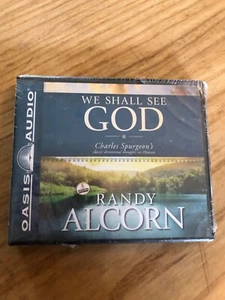 WE SHALL SEE
GOD
Charles Spurgeon's
classic devotional thoughts on Heaven
RANDY
ALCORN
OASIS AUDIO